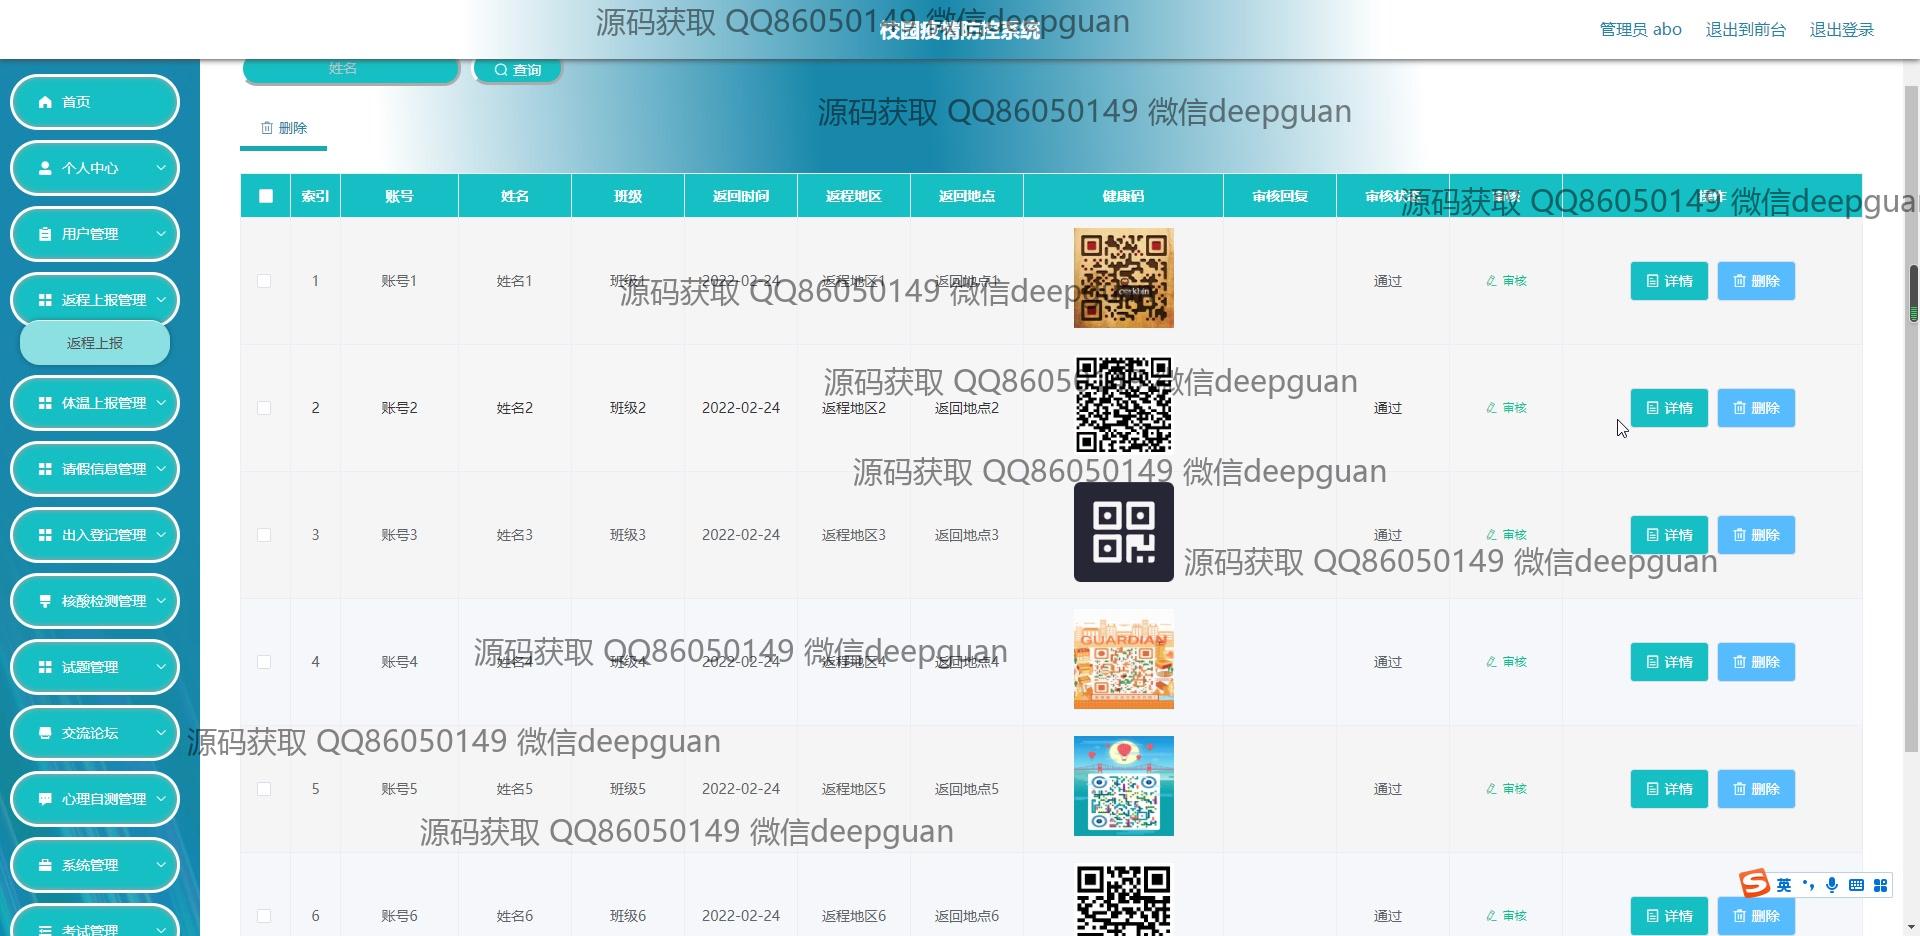 源码获取 QQ86050149 微信deepguan
校园疫情防控系统
管理员 abo 退出到前台 退出登录
姓名 查询
源码获取 QQ86050149 微信deepguan
删除
首页
个人中心
用户管理
返程上报管理
返程上报
体温上报管理
请假信息管理
出入登记管理
核酸检测管理
试题管理
交流论坛
心理自测管理
系统管理
考试管理
索引 账号 姓名 班级 返回时间 返程地区 返回地点 健康码 审核回复 审核状态 审核 操作
源码获取 QQ86050149 微信deepgua
1 账号1 姓名1 班级1 2022-02-24 返程地区1 返回地点1 通过 审核 详情 删除
源码获取 QQ86050149 微信deepguan
源码获取 QQ86050149 微信deepguan
2 账号2 姓名2 班级2 2022-02-24 返程地区2 返回地点2 通过 审核 详情 删除
源码获取 QQ86050149 微信deepguan
3 账号3 姓名3 班级3 2022-02-24 返程地区3 返回地点3 通过 审核 详情 删除
源码获取 QQ86050149 微信deepguan
GUARDIAN
源码获取 QQ86050149 微信deepguan
4 账号4 姓名4 班级4 2022-02-24 返程地区4 返回地点4 通过 审核 详情 删除
源码获取 QQ86050149 微信deepguan
5 账号5 姓名5 班级5 2022-02-24 返程地区5 返回地点5 通过 审核 详情 删除
源码获取 QQ86050149 微信deepguan
英
6 账号6 姓名6 班级6 2022-02-24 返程地区6 返回地点6 通过 审核 详情 删除